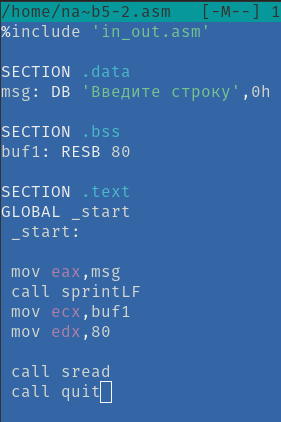 /home/na~b5-2.asm   [-M--] 1
%include 'in_out.asm'
SECTION .data
msg: DB 'Введите строку',0h
SECTION .bss
buf1: RESB 80
SECTION .text
GLOBAL _start
_start:
mov eax,msg
call sprintLF
mov ecx,buf1
mov edx,80
call sread
call quit